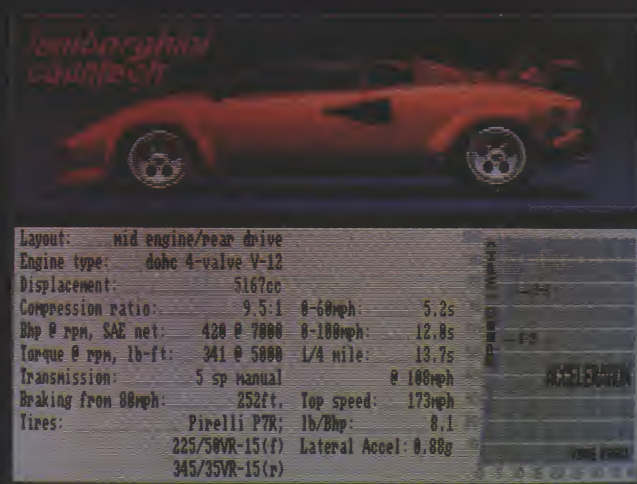 lamborghini
countach
Layout: mid engine/rear drive
Engine type: dohc 4-valve V-12
Displacement: 5167cc
Compression ratio: 9.5:1 0-60mph: 5.2s
Bhp @ rpm, SAE net: 420 @ 7000 0-100mph: 12.0s
Torque @ rpm, lb-ft: 341 @ 5000 1/4 mile: 13.7s
Transmission: 5 sp manual @ 108mph
Braking from 80mph: 252ft. Top speed: 173mph
Tires: Pirelli P7R; lb/Bhp: 8.1
225/50VR-15(f) Lateral Accel: 0.88g
345/35VR-15(r)
ACCELERATION